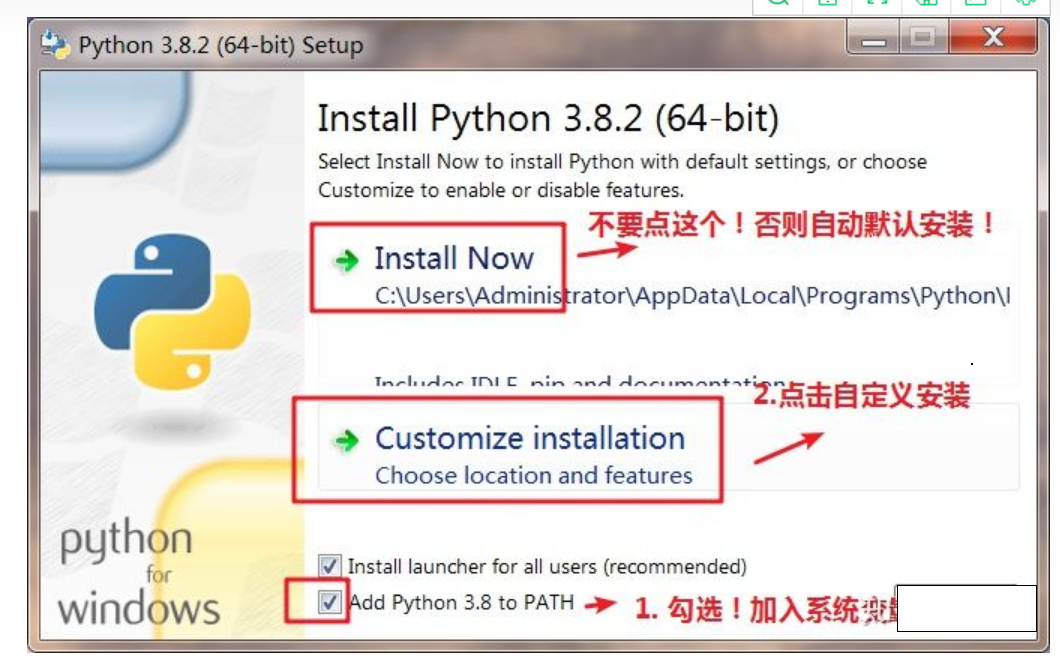 Python 3.8.2 (64-bit) Setup
Install Python 3.8.2 (64-bit)
Select Install Now to install Python with default settings, or choose
Customize to enable or disable features.
不要点这个！否则自动默认安装！
Install Now
C:\Users\Administrator\AppData\Local\Programs\Python\
Includes IDLE, pip and documentation
2.点击自定义安装
Customize installation
Choose location and features
python
for
windows
Install launcher for all users (recommended)
Add Python 3.8 to PATH
1. 勾选！加入系统变